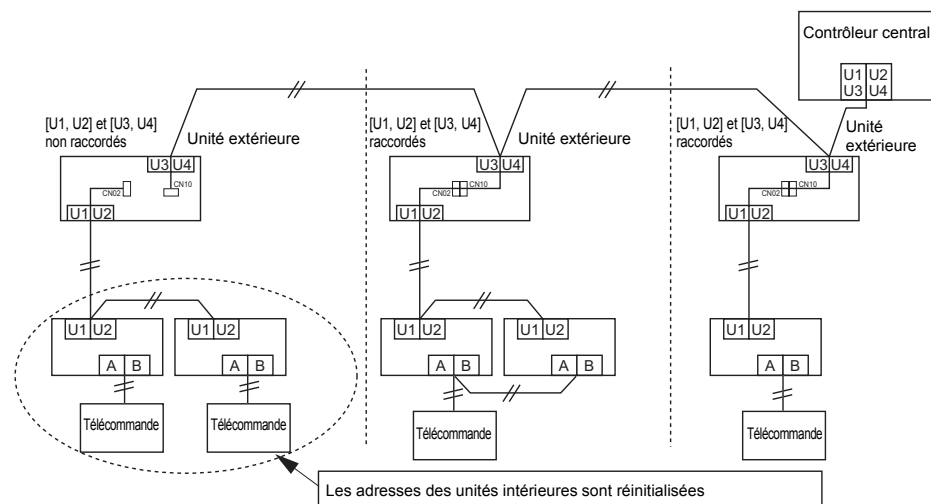 Contrôleur central
U1 U2
U3 U4
[U1, U2] et [U3, U4]
non raccordés
Unité extérieure
[U1, U2] et [U3, U4]
raccordés
Unité extérieure
[U1, U2] et [U3, U4]
raccordés
Unité
extérieure
U3 U4
CN02
CN10
U1 U2
U3 U4
CN02
CN10
U1 U2
U3 U4
CN02
CN10
U1 U2
U1 U2
A B
U1 U2
A B
U1 U2
A B
U1 U2
A B
U1 U2
A B
Télécommande
Télécommande
Télécommande
Télécommande
Les adresses des unités intérieures sont réinitialisées